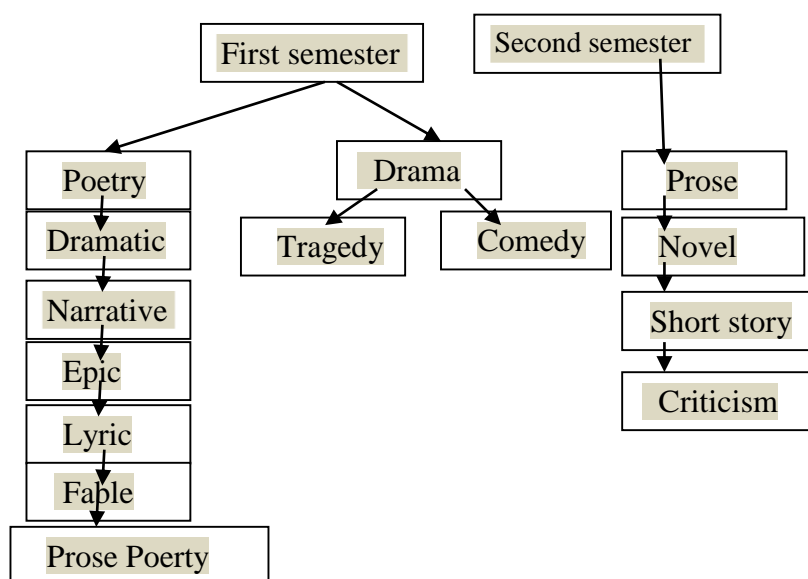 First semester
Second semester
Poetry
Drama
Prose
Dramatic
Tragedy
Comedy
Novel
Narrative
Short story
Epic
Criticism
Lyric
Fable
Prose Poerty